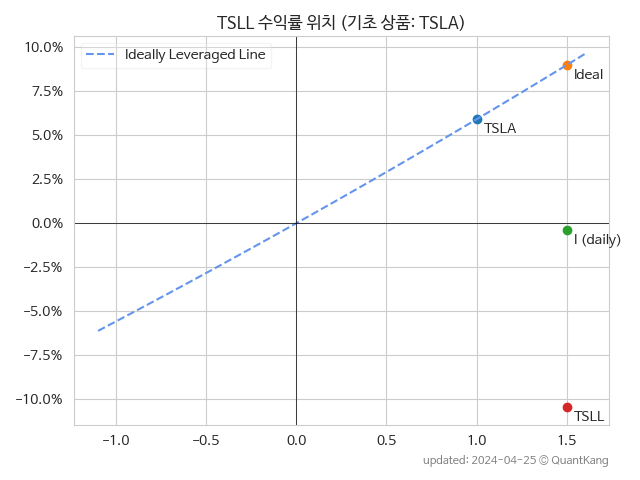 TSLL 수익률 위치 (기초 상품: TSLA)
Ideally Leveraged Line
10.0%
7.5%
5.0%
2.5%
0.0%
−2.5%
−5.0%
−7.5%
−10.0%
Ideal
TSLA
I (daily)
TSLL
−1.0 −0.5 0.0 0.5 1.0 1.5
updated: 2024-04-25 © QuantKang